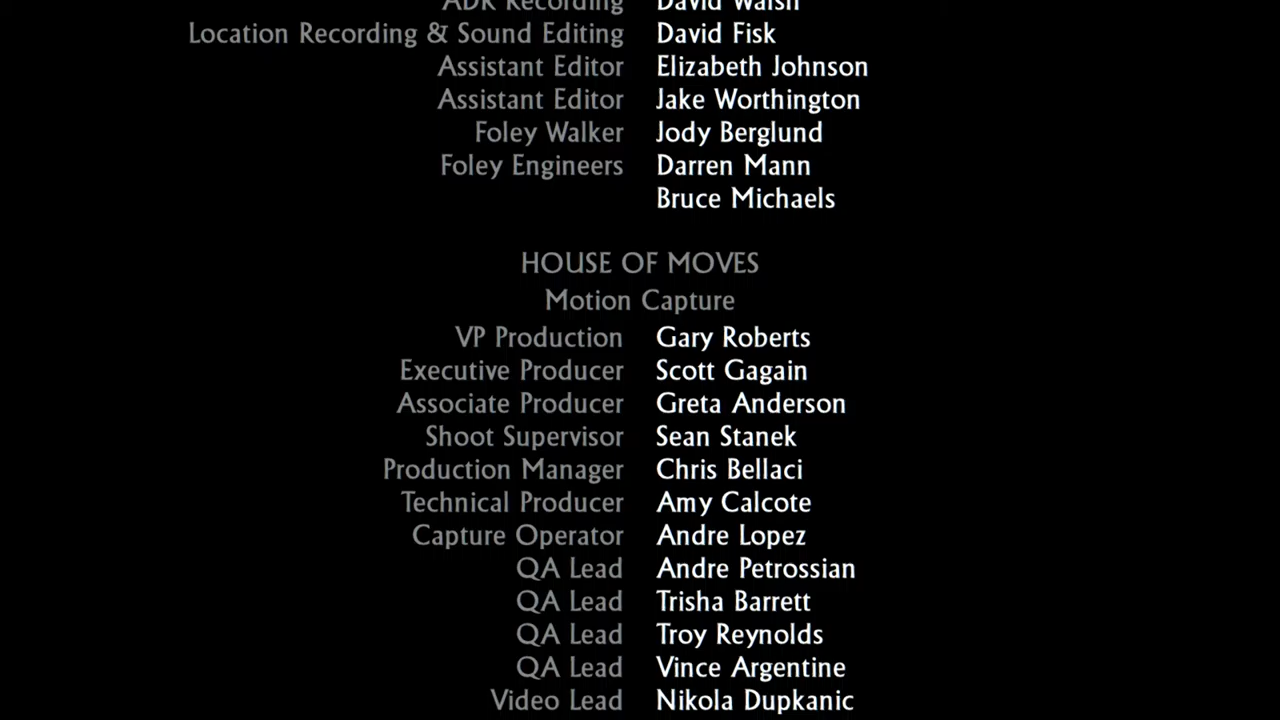 ADR Recording David Walsh
Location Recording & Sound Editing David Fisk
Assistant Editor Elizabeth Johnson
Assistant Editor Jake Worthington
Foley Walker Jody Berglund
Foley Engineers Darren Mann
Bruce Michaels
HOUSE OF MOVES
Motion Capture
VP Production Gary Roberts
Executive Producer Scott Gagain
Associate Producer Greta Anderson
Shoot Supervisor Sean Stanek
Production Manager Chris Bellaci
Technical Producer Amy Calcote
Capture Operator Andre Lopez
QA Lead Andre Petrossian
QA Lead Trisha Barrett
QA Lead Troy Reynolds
QA Lead Vince Argentine
Video Lead Nikola Dupkanic